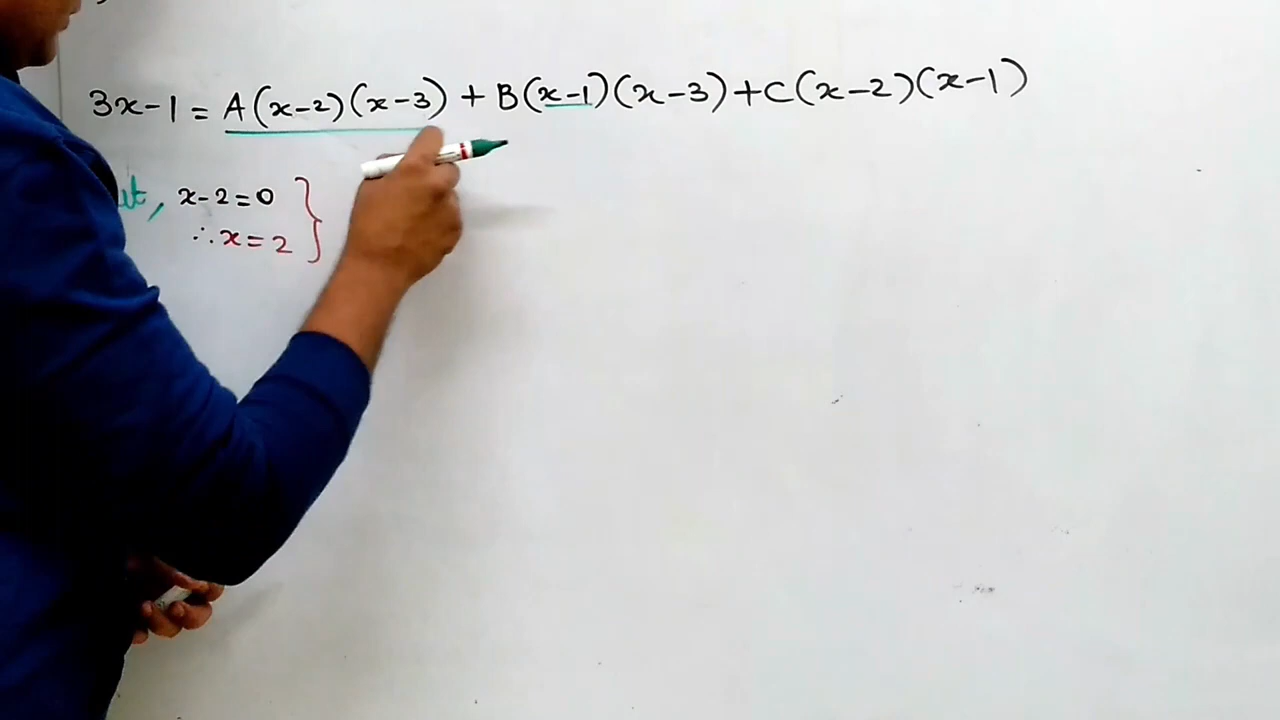 3x-1 = A(x-2)(x-3) + B(x-1)(x-3)+C(x-2)(x-1)
, x-2=0
∴x=2